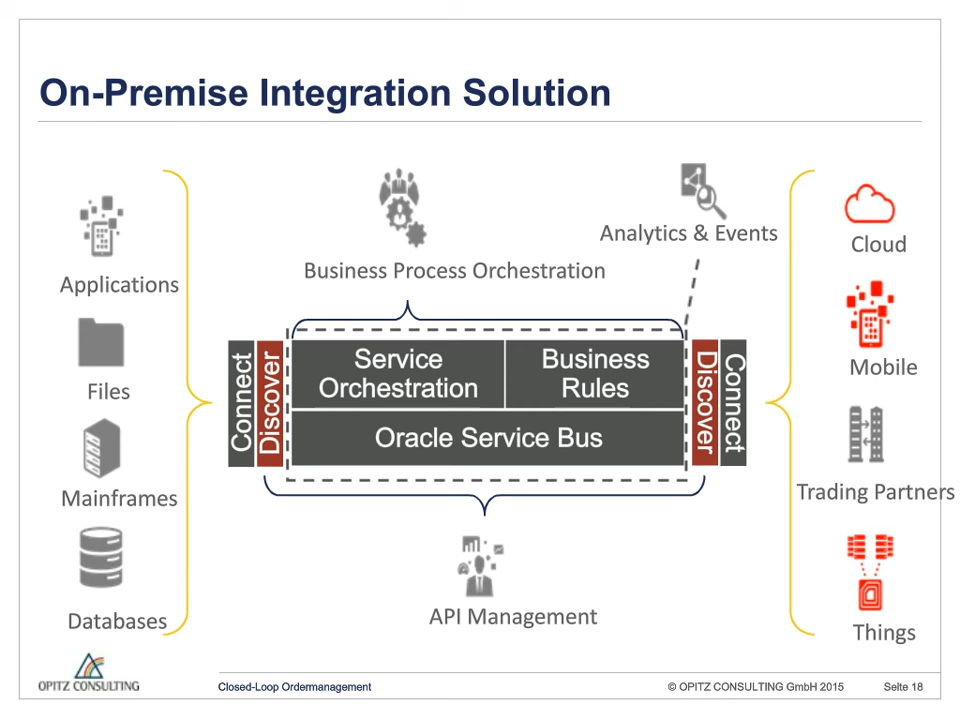 On-Premise Integration Solution
Applications
Files
Mainframes
Databases
Business Process Orchestration
Analytics & Events
Connect
Discover
Service
Orchestration
Business
Rules
Oracle Service Bus
Discover
Connect
API Management
Cloud
Mobile
Trading Partners
Things
OPITZ CONSULTING
Closed-Loop Ordermanagement
© OPITZ CONSULTING GmbH 2015
Seite 18